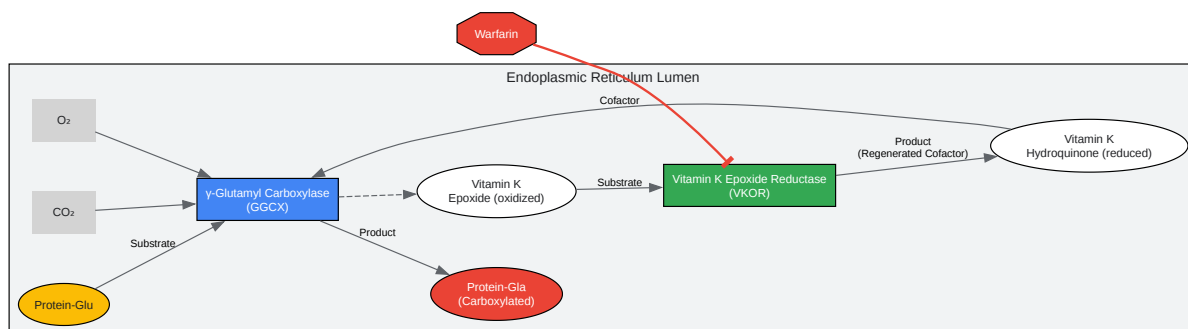 Warfarin
Endoplasmic Reticulum Lumen
Cofactor
O₂
Product
(Regenerated Cofactor)
Vitamin K
Hydroquinone (reduced)
γ-Glutamyl Carboxylase
(GGCX)
Vitamin K
Epoxide (oxidized)
Substrate
Vitamin K Epoxide Reductase
(VKOR)
CO₂
Substrate
Product
Protein-Glu
Protein-Gla
(Carboxylated)